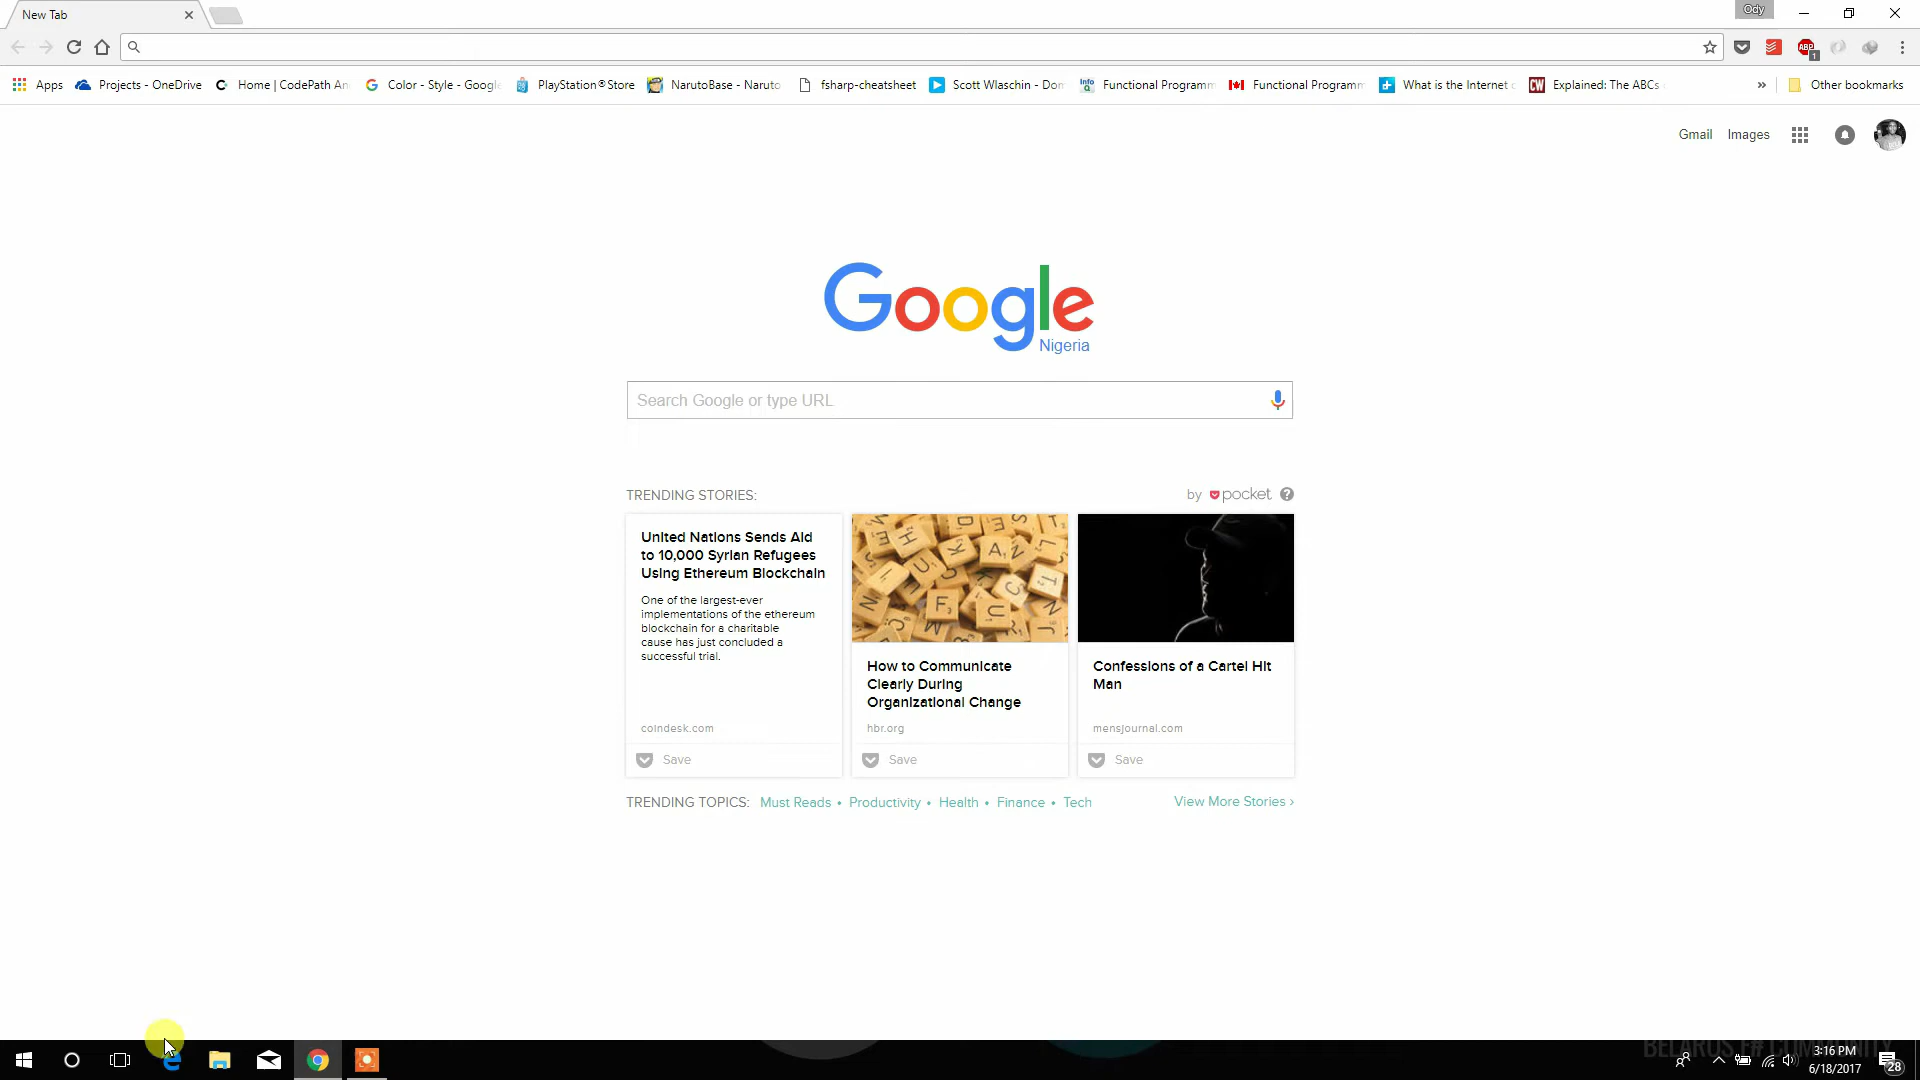 New Tab
Ody
Apps
Projects - OneDrive
Home | CodePath An
Color - Style - Google
PlayStation®Store
NarutoBase - Naruto
fsharp-cheatsheet
Scott Wlaschin - Dom
Functional Programm
Functional Programm
What is the Internet o
Explained: The ABCs
»
Other bookmarks
ABP
1
Gmail
Images
Google
Nigeria
Search Google or type URL
TRENDING STORIES:
by pocket ?
United Nations Sends Aid
to 10,000 Syrian Refugees
Using Ethereum Blockchain
One of the largest-ever
implementations of the ethereum
blockchain for a charitable
cause has just concluded a
successful trial.
coindesk.com
Save
How to Communicate
Clearly During
Organizational Change
hbr.org
Save
Confessions of a Cartel Hit
Man
mensjournal.com
Save
TRENDING TOPICS: Must Reads • Productivity • Health • Finance • Tech
View More Stories ›
BELARUS F# COMMUNITY
3:16 PM
6/18/2017
28